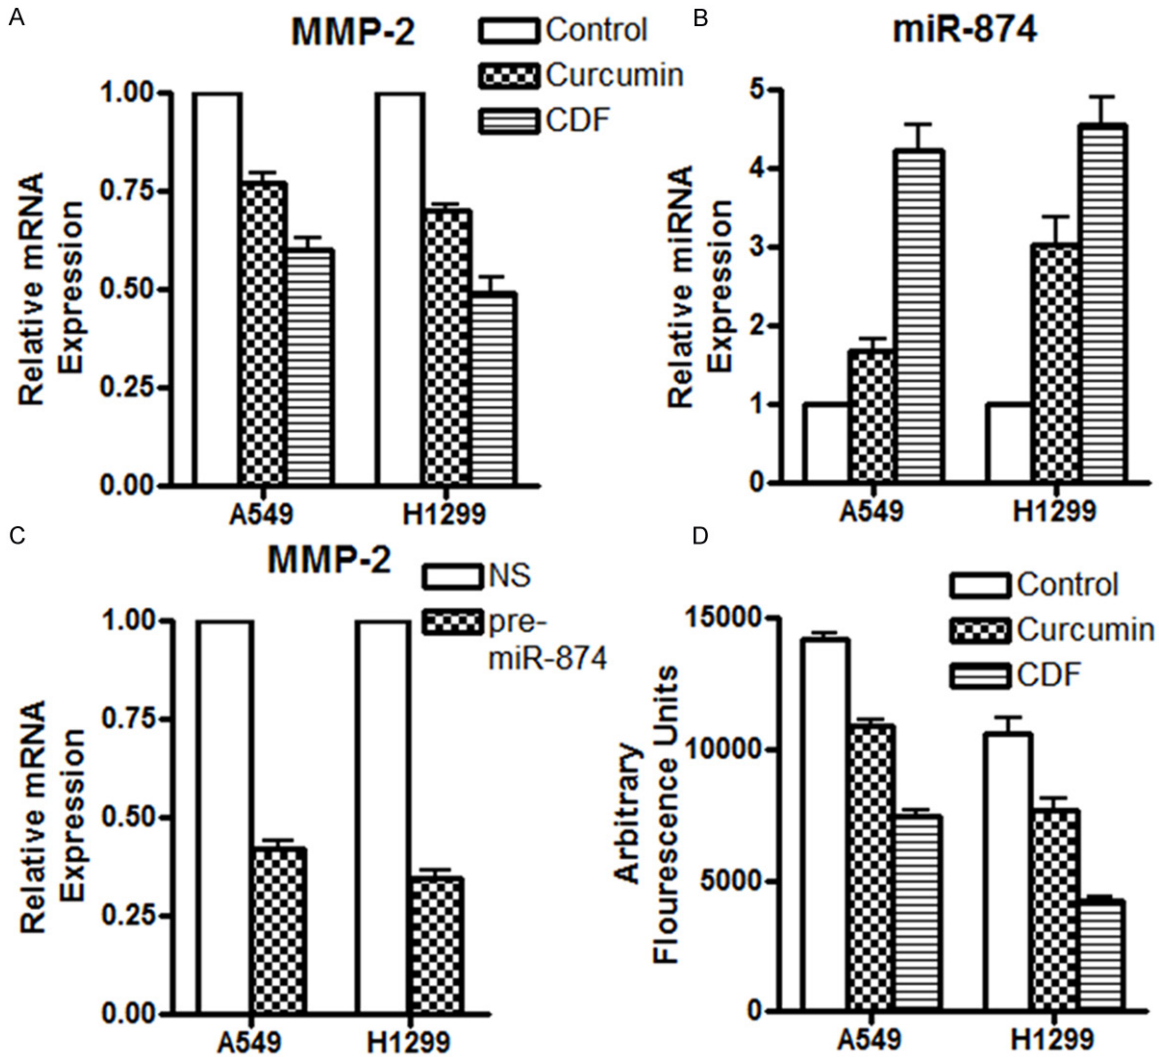 A
MMP-2
Control
Curcumin
CDF
Relative mRNA
Expression
1.00
0.75
0.50
0.25
0.00
A549
H1299
B
miR-874
Relative miRNA
Expression
5
4
3
2
1
0
A549
H1299
C
MMP-2
NS
pre-
miR-874
Relative mRNA
Expression
1.00
0.75
0.50
0.25
0.00
A549
H1299
D
Control
Curcumin
CDF
Arbitrary
Flourescence Units
15000
10000
5000
0
A549
H1299